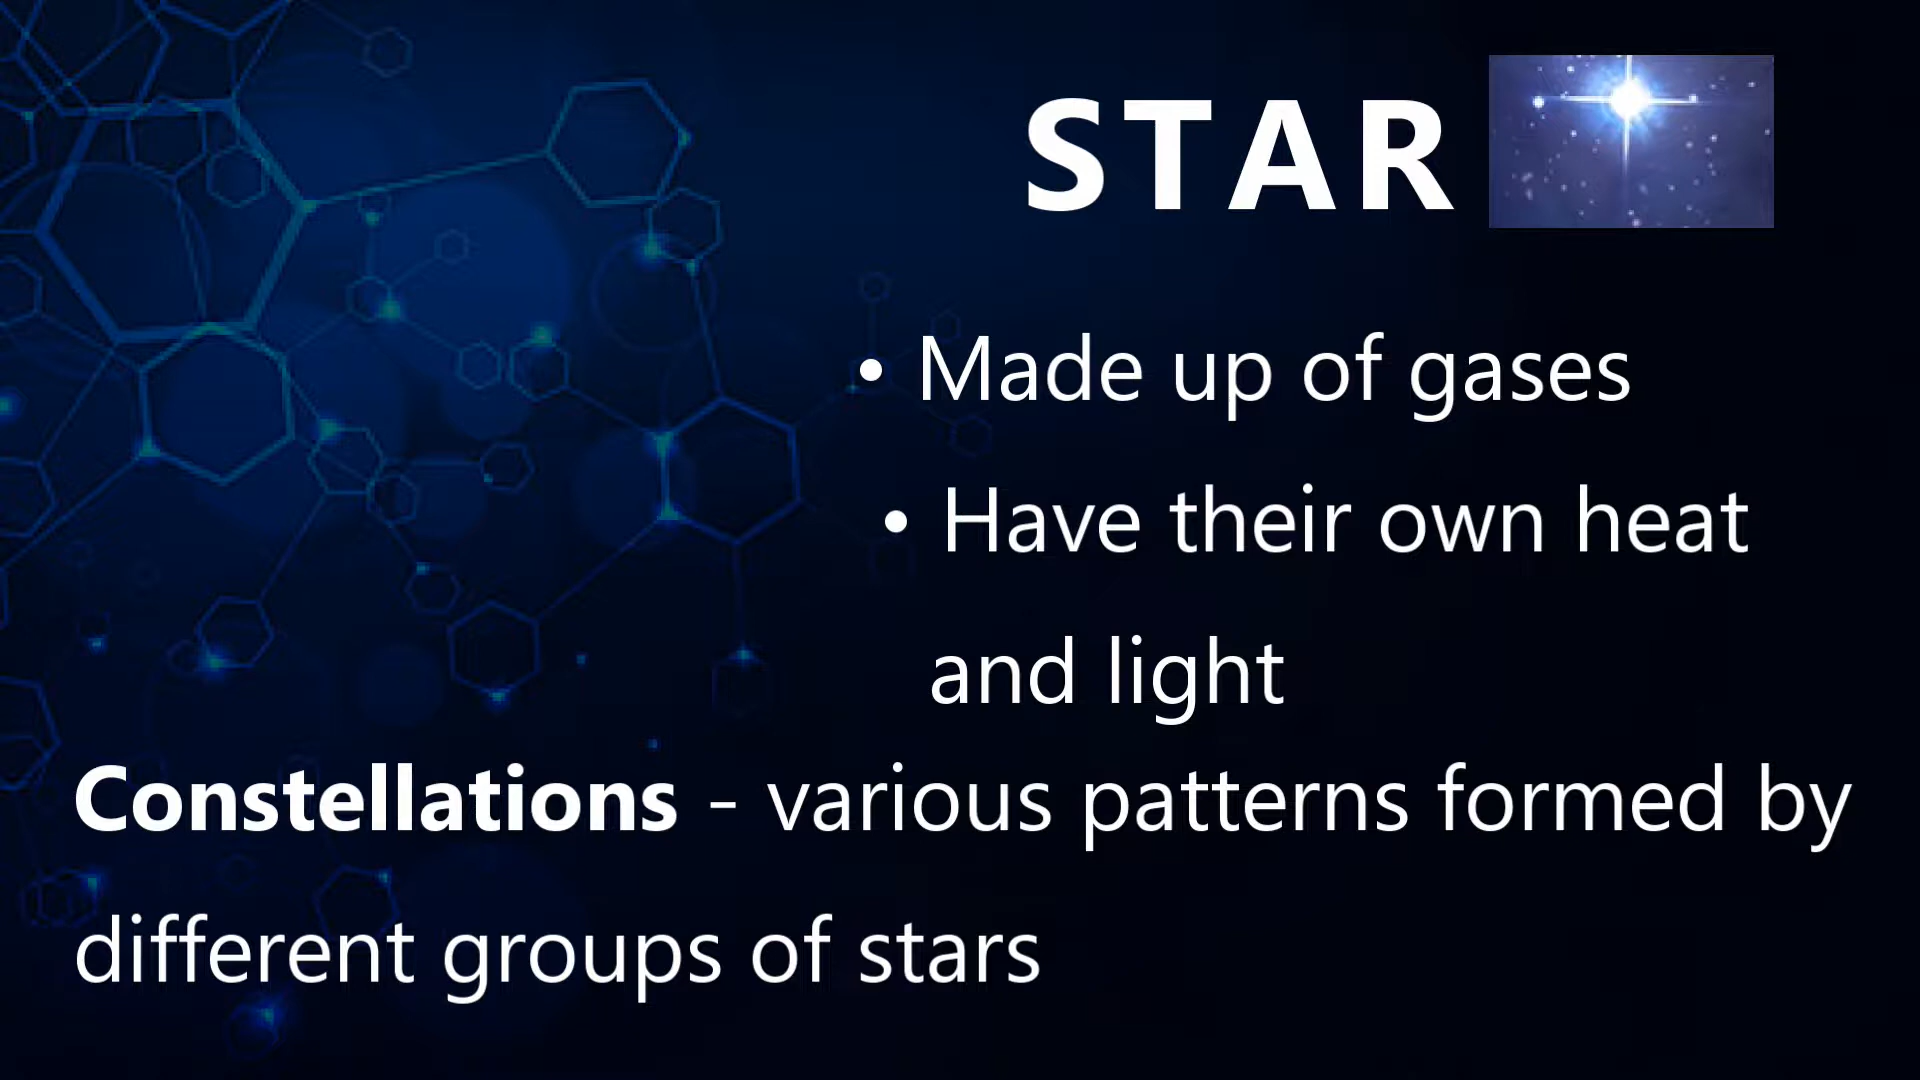 STAR
• Made up of gases
• Have their own heat
and light
Constellations - various patterns formed by
different groups of stars